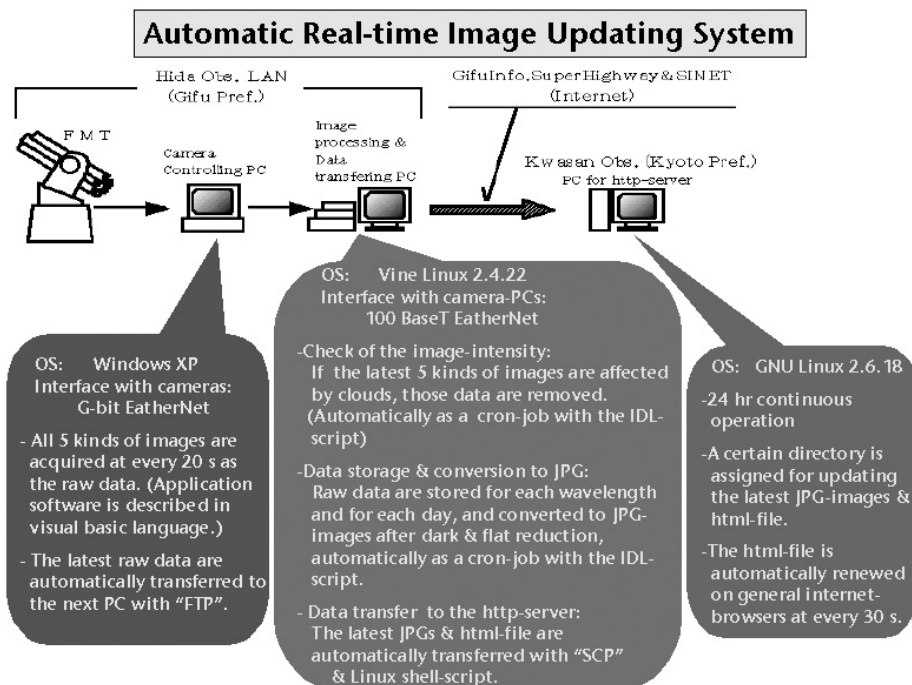 Automatic Real-time Image Updating System
Hida Obs. LAN
(Gifu Pref.)
GifuInfo.SuperHighway & SINET
(Internet)
F M T
Camera
Controlling PC
Image
processing &
Data
transfering PC
Kwasan Obs. (Kyoto Pref.)
PC for http-server
OS: Windows XP
Interface with cameras:
G-bit EatherNet
- All 5 kinds of images are
acquired at every 20 s as
the raw data. (Application
software is described in
visual basic language.)
- The latest raw data are
automatically transferred to
the next PC with “FTP”.
OS: Vine Linux 2.4.22
Interface with camera-PCs:
100 BaseT EatherNet
-Check of the image-intensity:
If the latest 5 kinds of images are affected
by clouds, those data are removed.
(Automatically as a cron-job with the IDL-
script)
-Data storage & conversion to JPG:
Raw data are stored for each wavelength
and for each day, and converted to JPG-
images after dark & flat reduction,
automatically as a cron-job with the IDL-
script.
- Data transfer to the http-server:
The latest JPGs & html-file are
automatically transferred with “SCP”
& Linux shell-script.
OS: GNU Linux 2.6.18
-24 hr continuous
operation
-A certain directory is
assigned for updating
the latest JPG-images &
html-file.
-The html-file is
automatically renewed
on general internet-
browsers at every 30 s.